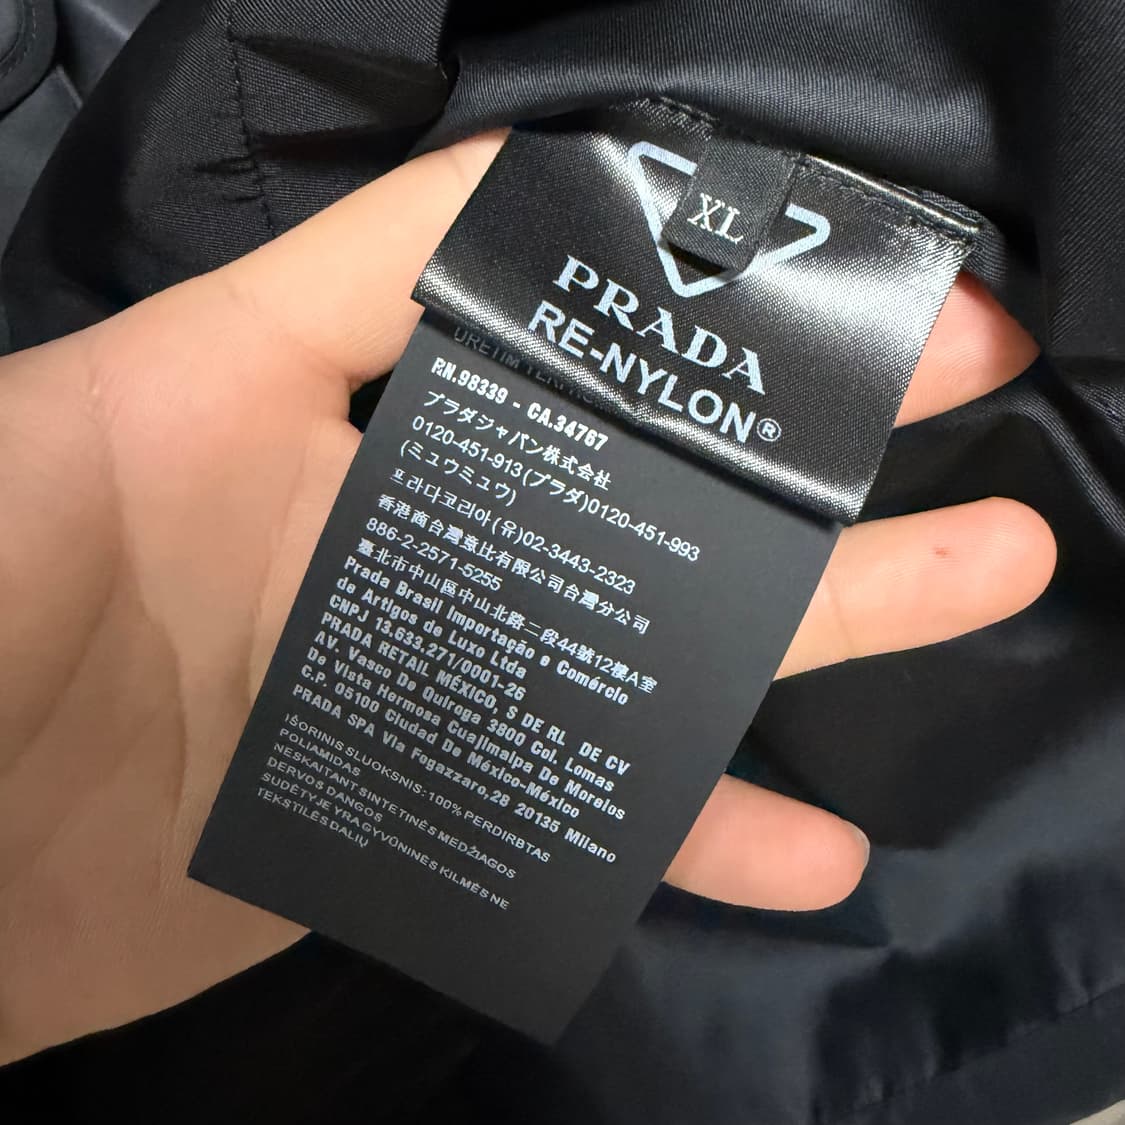 XL
PRADA
RE-NYLON®
R.N.98339 - CA.34767
プラダジャパン株式会社
0120-451-913(プラダ)0120-451-993
(ミュウミュウ)
프라다코리아(유)02-3443-2323
香港商台灣意比有限公司台灣分公司
886-2-2571-5255
臺北市中山區中山北路二段44號12樓A室
Prada Brasil Importação e Comércio
de Artigos de Luxo Ltda
CNPJ 13.633.271/0001-26
PRADA RETAIL MÉXICO, S DE RL DE CV
AV. Vasco De Quiroga 3800 Col. Lomas
De Vista Hermosa Cuajimalpa De Morelos
C.P. 05100 Ciudad De México-México
PRADA SPA Via Fogazzaro,28 20135 Milano
IŠORINIS SLUOKSNIS: 100% PERDIRBTAS
POLIAMIDAS
NESKAITANT SINTETINĖS MEDŽIAGOS
DERVOS DANGOS
SUDĖTYJE YRA GYVŪNINĖS KILMĖS NE
TEKSTILĖS DALIŲ